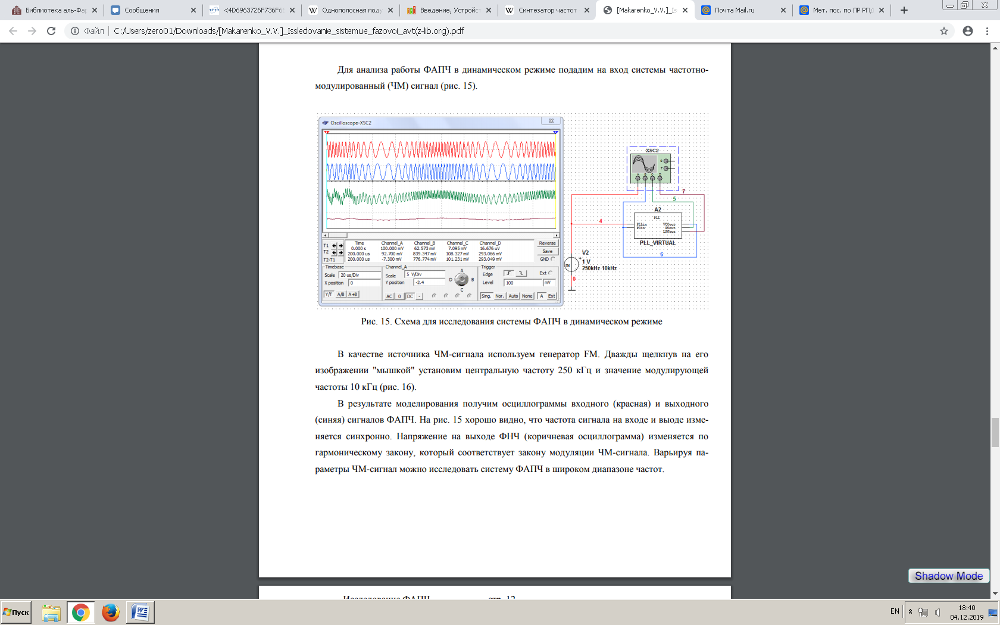 Библиотека аль-Фар
Сообщения
<4D6963726F736F66
Однополосная моду
Введение, Устройст
Синтезатор частот
[Makarenko_V.V.]_Is
Почта Mail.ru
Мет. пос. по ЛР РПД
Файл
C:/Users/zero01/Downloads/[Makarenko_V.V.]_Issledovanie_sistemue_fazovoi_avt(z-lib.org).pdf
Для анализа работы ФАПЧ в динамическом режиме подадим на вход системы частотно-
модулированный (ЧМ) сигнал (рис. 15).
Oscilloscope-XSC2
T1
T2
T2-T1
Time Channel_A Channel_B Channel_C Channel_D
0.000 s 100.000 mV 62.573 mV 7.095 mV 16.676 uV
200.000 us 92.700 mV 839.347 mV 108.327 mV 293.066 mV
200.000 us -7.300 mV 776.774 mV 101.231 mV 293.049 mV
Reverse
Save
GND
Timebase
Scale 20 us/Div
X position 0
Y/T A/B A+B
Channel_A
Scale 5 V/Div
Y position -2.4
AC 0 DC -
A
B
C
D
Trigger
Edge
Ext
Level 100 mV
Sing. Nor. Auto None A Ext
XSC2
G
T
A B C D
7
5
A2
PLL
4
PLLin
PDin
VCOout
PDout
LPFout
PLL_VIRTUAL
6
V2
1 V
250kHz 10kHz
FM
0
Рис. 15. Схема для исследования системы ФАПЧ в динамическом режиме
В качестве источника ЧМ-сигнала используем генератор FM. Дважды щелкнув на его
изображении "мышкой" установим центральную частоту 250 кГц и значение модулирующей
частоты 10 кГц (рис. 16).
В результате моделирования получим осциллограммы входного (красная) и выходного
(синяя) сигналов ФАПЧ. На рис. 15 хорошо видно, что частота сигнала на входе и выоде изме-
няется синхронно. Напряжение на выходе ФНЧ (коричневая осциллограмма) изменяется по
гармоническому закону, который соответствует закону модуляции ЧМ-сигнала. Варьируя па-
раметры ЧМ-сигнал можно исследовать систему ФАПЧ в широком диапазоне частот.
Shadow Mode
Исследование ФАПЧ стр. 12
Пуск
EN
18:40
04.12.2019